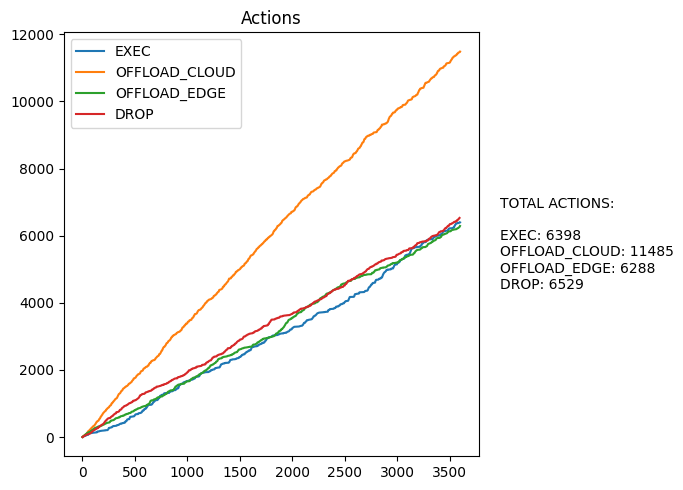 Actions
EXEC
OFFLOAD_CLOUD
OFFLOAD_EDGE
DROP
12000
10000
8000
6000
4000
2000
0
0 500 1000 1500 2000 2500 3000 3500
TOTAL ACTIONS:
EXEC: 6398
OFFLOAD_CLOUD: 11485
OFFLOAD_EDGE: 6288
DROP: 6529